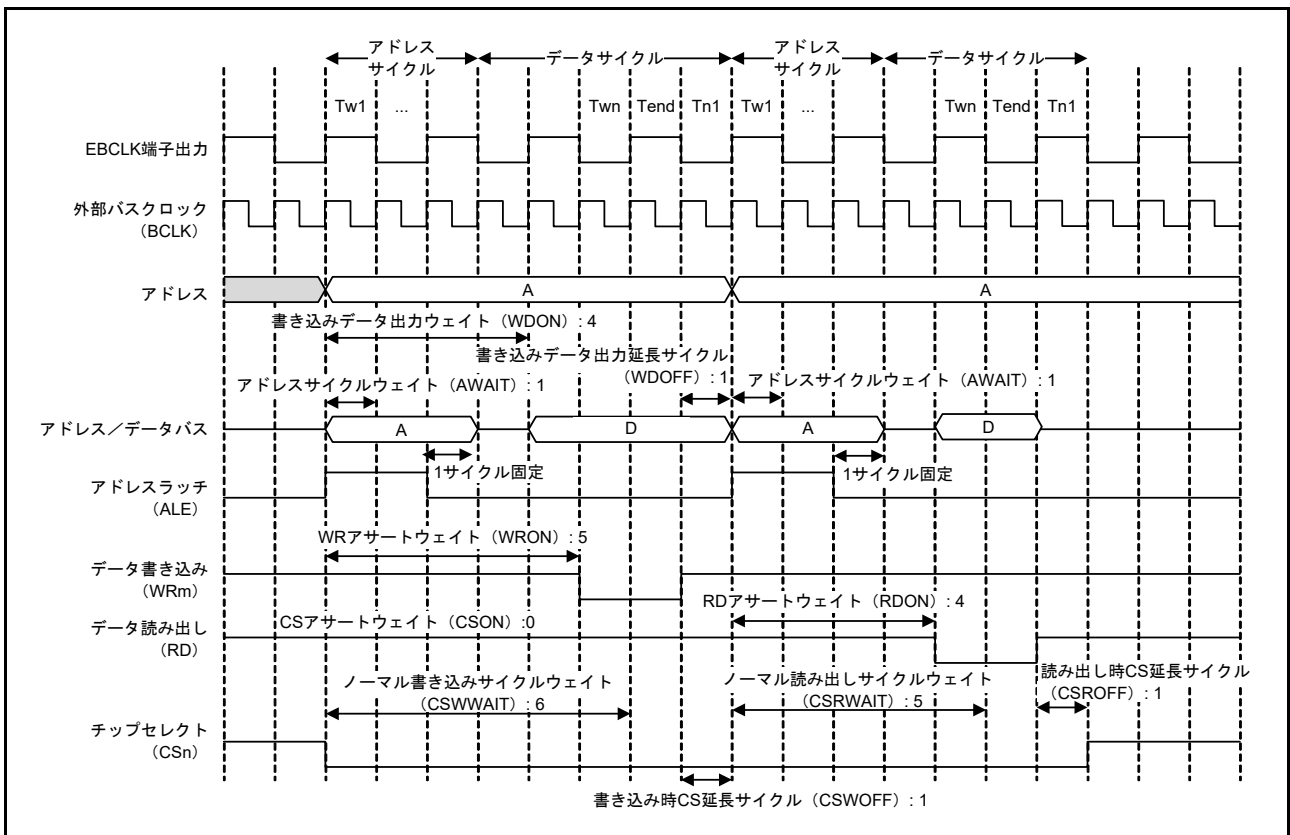 アドレス
サイクル
データサイクル
アドレス
サイクル
データサイクル
Tw1 ... Twn Tend Tn1 Tw1 ... Twn Tend Tn1
EBCLK端子出力
外部バスクロック
（BCLK）
アドレス
A
A
書き込みデータ出力ウェイト（WDON）: 4
書き込みデータ出力延長サイクル
（WDOFF）: 1
アドレスサイクルウェイト（AWAIT）: 1
アドレスサイクルウェイト（AWAIT）: 1
アドレス／データバス
A
D
A
D
1サイクル固定
1サイクル固定
アドレスラッチ
（ALE）
WRアサートウェイト（WRON）: 5
データ書き込み
（WRm）
RDアサートウェイト（RDON）: 4
CSアサートウェイト（CSON）:0
データ読み出し
（RD）
ノーマル書き込みサイクルウェイト
（CSWWAIT）: 6
ノーマル読み出しサイクルウェイト
（CSRWAIT）: 5
読み出し時CS延長サイクル
（CSROFF）: 1
チップセレクト
（CSn）
書き込み時CS延長サイクル（CSWOFF）: 1